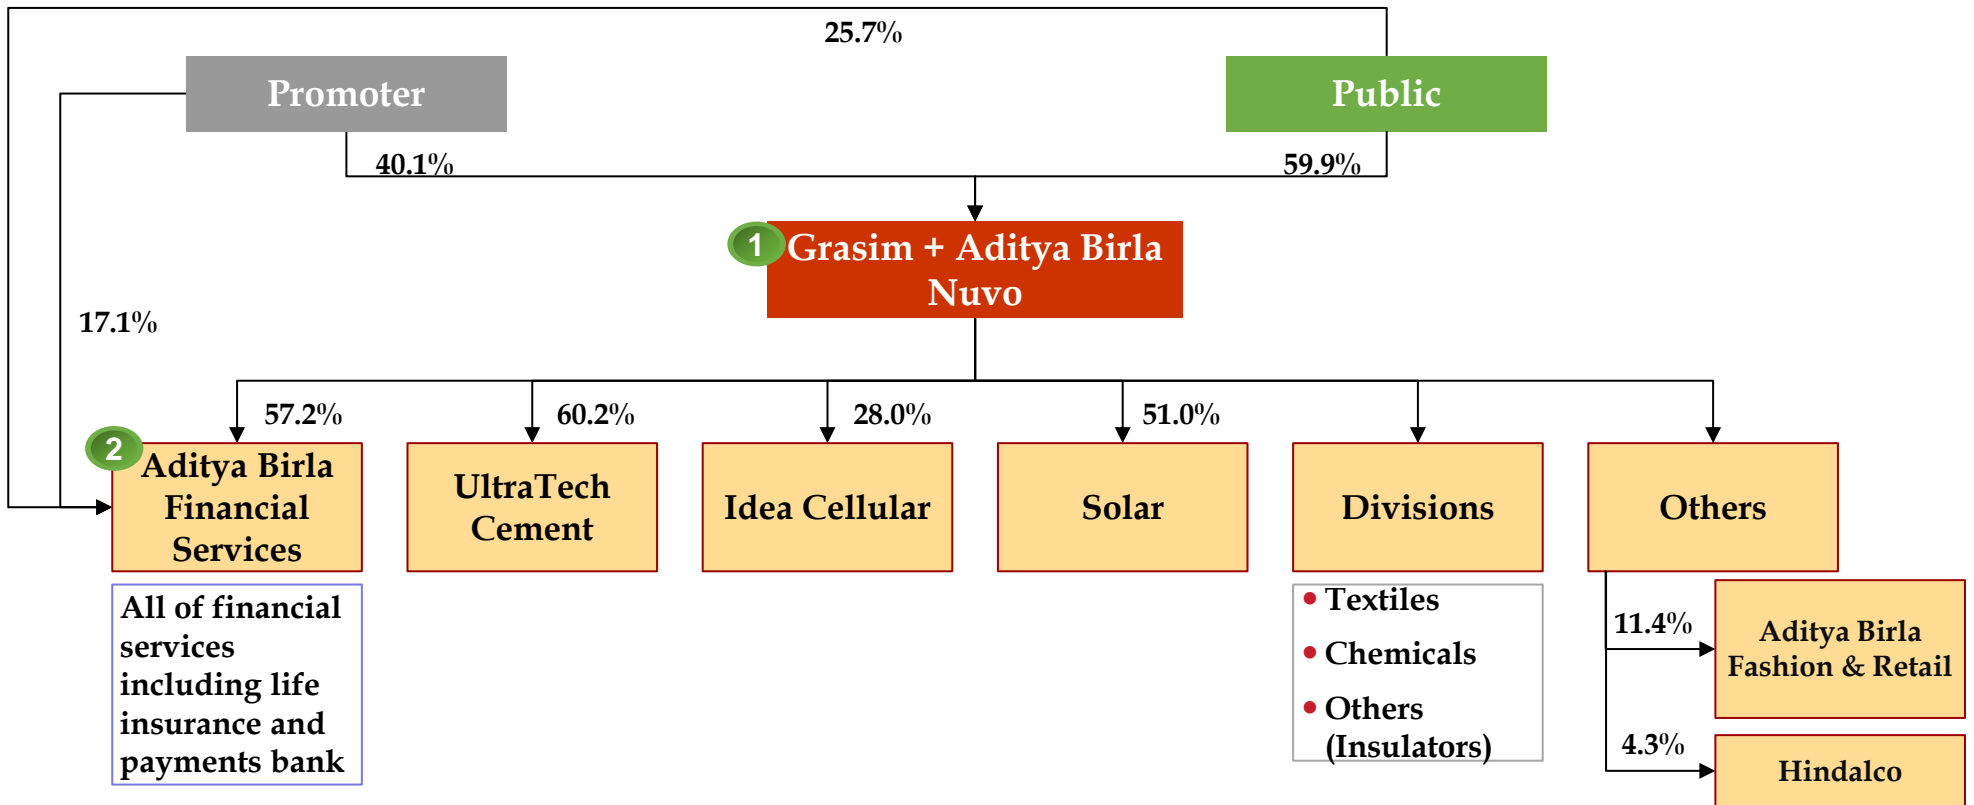 25.7%
Promoter
Public
40.1%
59.9%
1
Grasim + Aditya Birla
Nuvo
17.1%
57.2%
60.2%
28.0%
51.0%
2
Aditya Birla
Financial
Services
UltraTech
Cement
Idea Cellular
Solar
Divisions
Others
All of financial
services
including life
insurance and
payments bank
• Textiles
• Chemicals
• Others
(Insulators)
11.4%
Aditya Birla
Fashion & Retail
4.3%
Hindalco